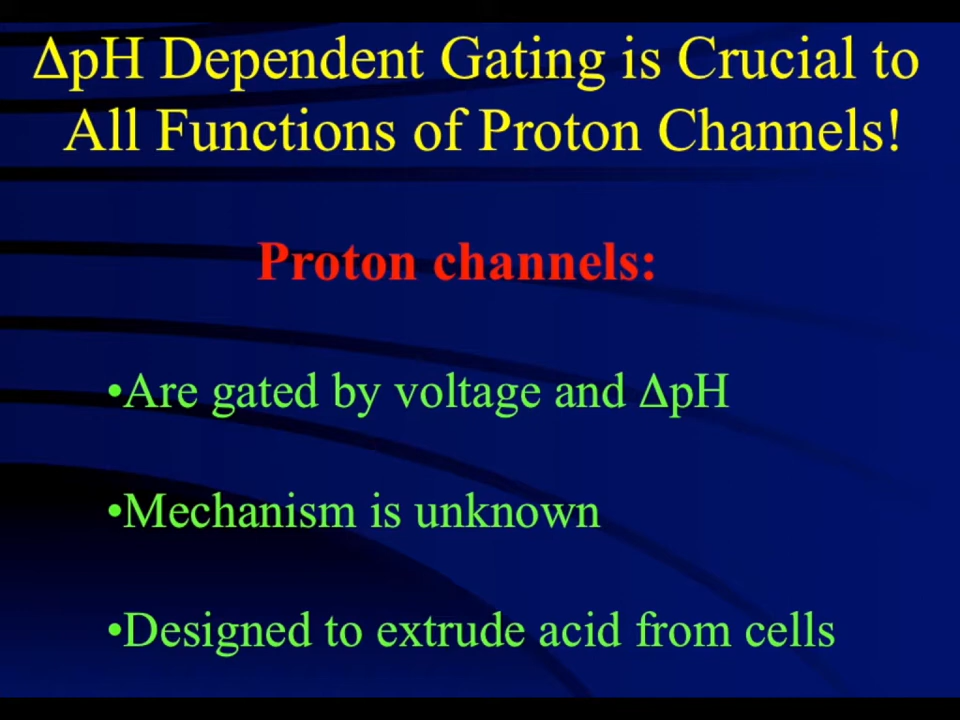 ΔpH Dependent Gating is Crucial to
All Functions of Proton Channels!
Proton channels:
•Are gated by voltage and ΔpH
•Mechanism is unknown
•Designed to extrude acid from cells